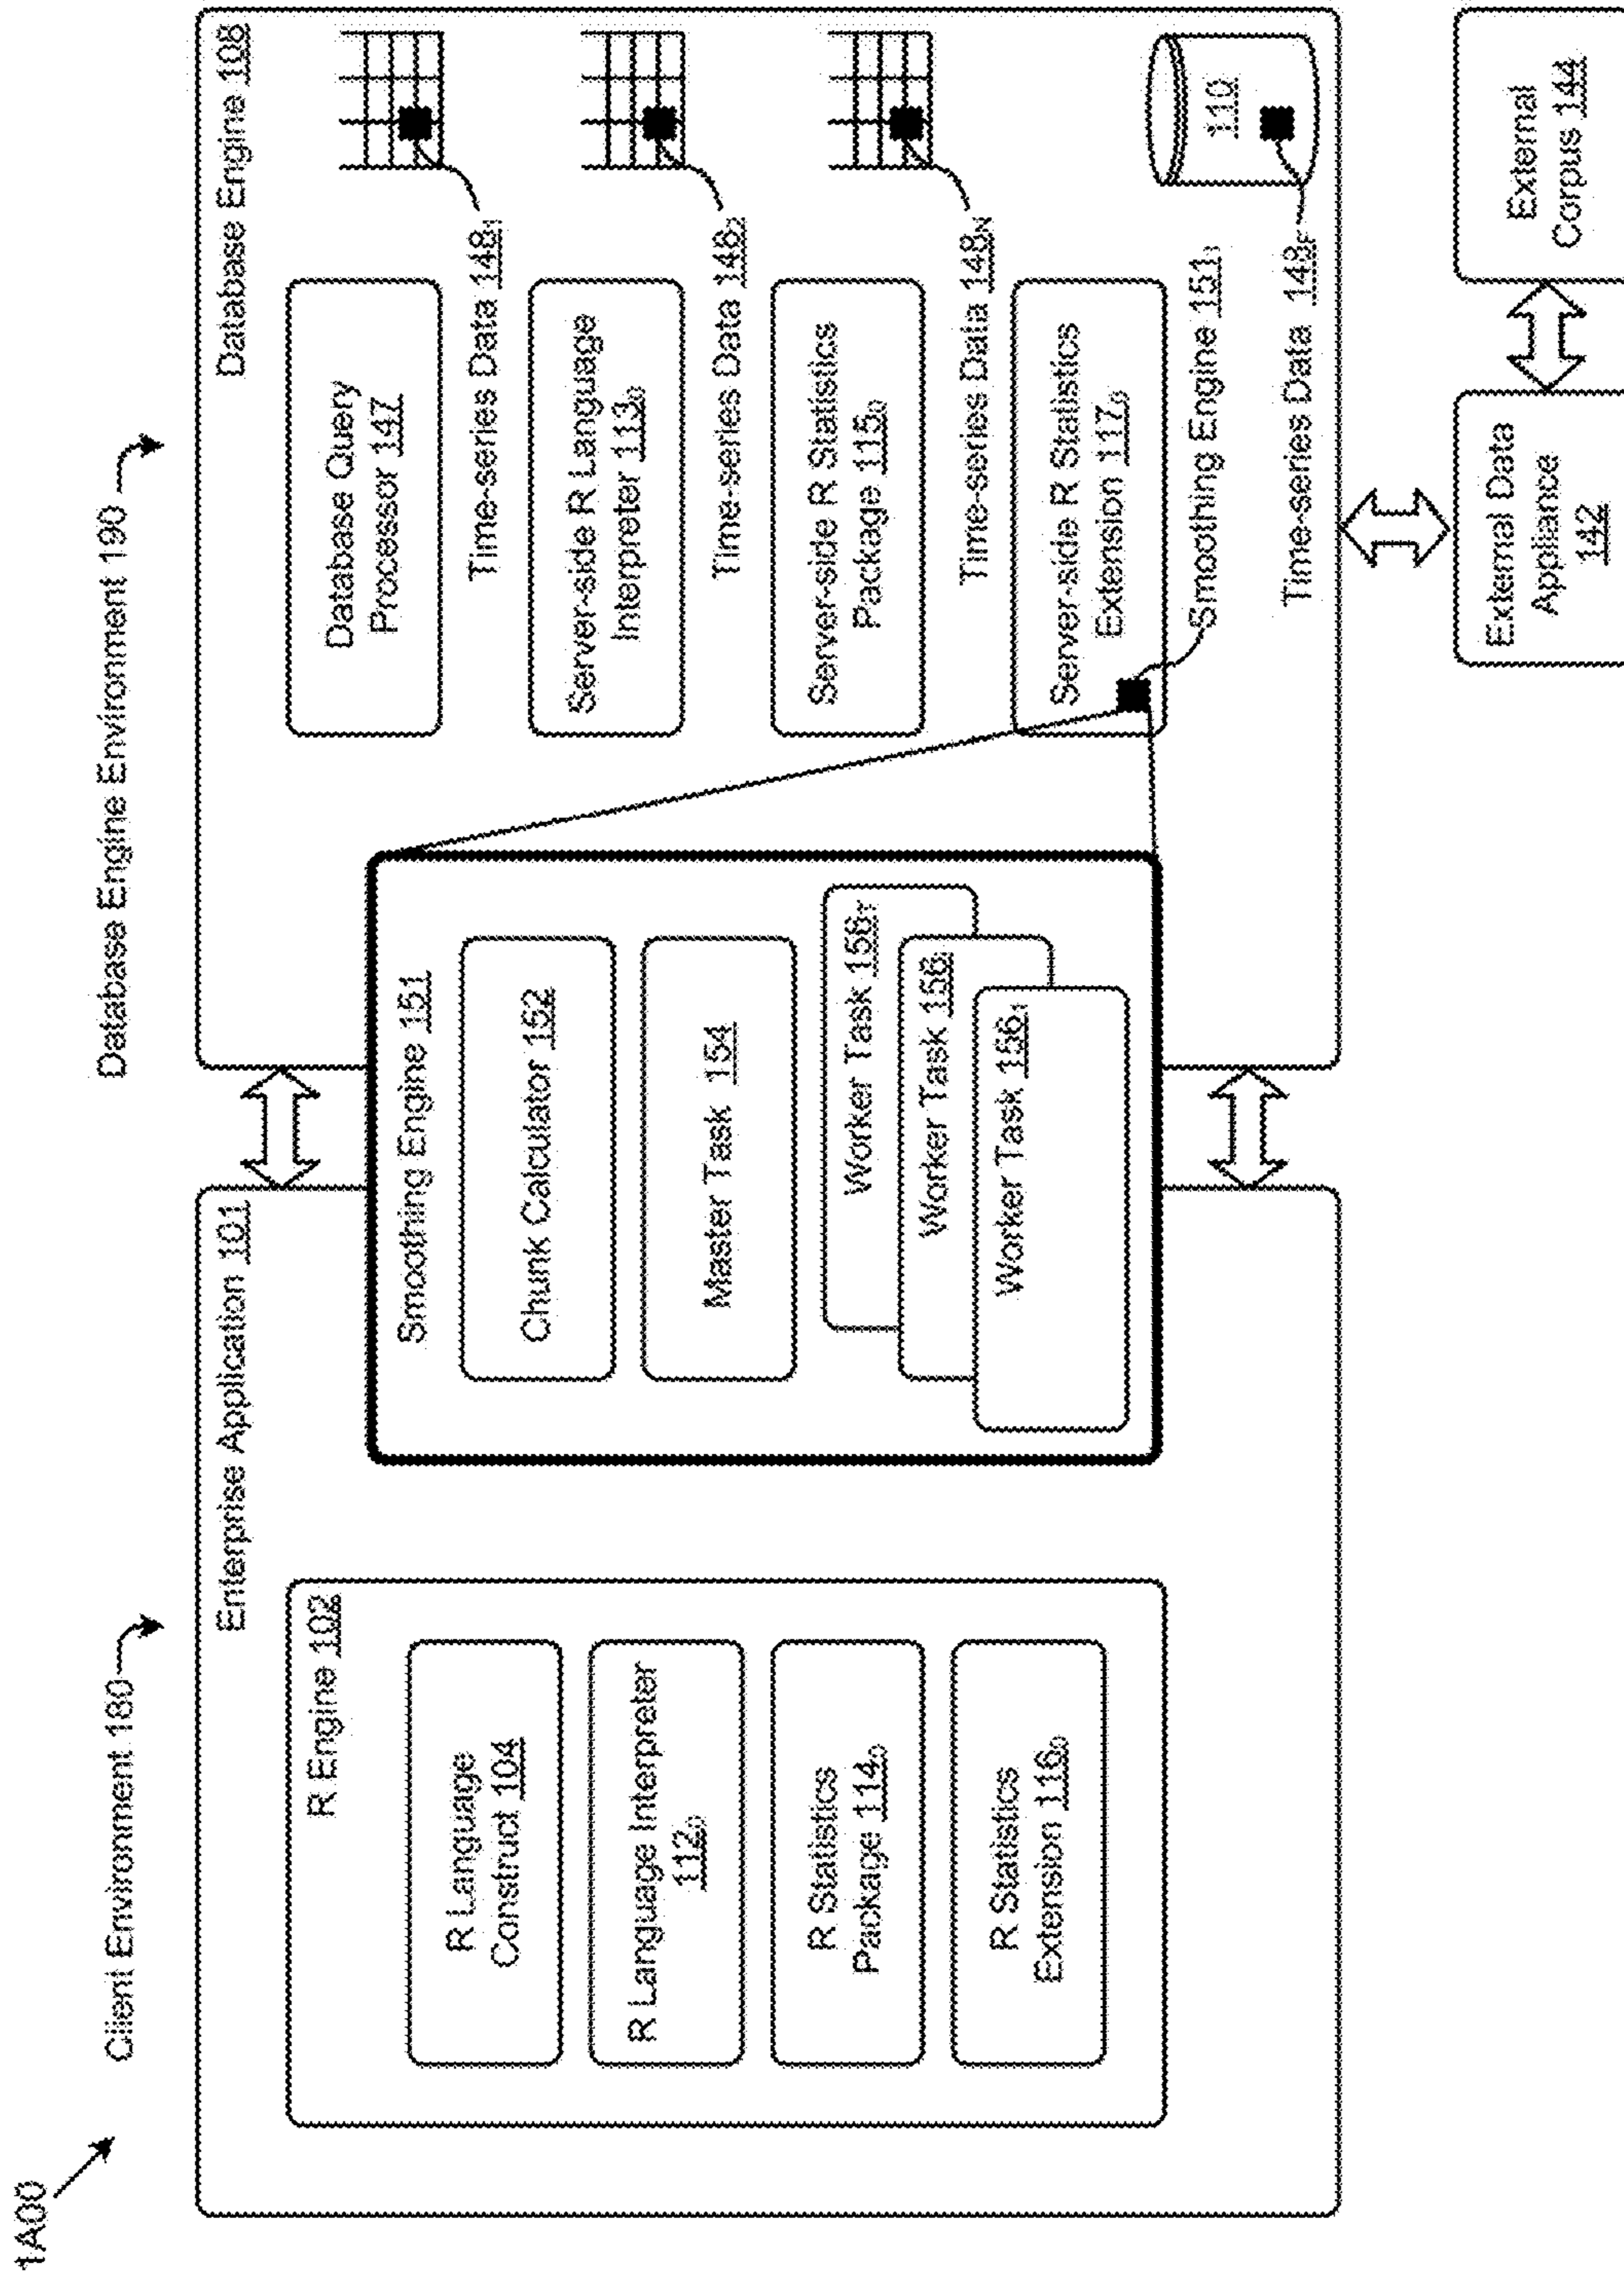 1A00
Client Environment 180
Database Engine Environment 190
Enterprise Application 101
R Engine 102
R Language
Construct 104
R Language Interpreter
112₀
R Statistics
Package 114₀
R Statistics
Extension 116₀
Smoothing Engine 151
Chunk Calculator 152
Master Task 154
Worker Task 156
Worker Task 156
Worker Task 156₁
Database Engine 108
Database Query
Processor 147
Time-series Data 148₁
Server-side R Language
Interpreter 113₀
Time-series Data 148₂
Server-side R Statistics
Package 115₀
Time-series Data 148N
Server-side R Statistics
Extension 117₀
Smoothing Engine 151₁
Time-series Data 148F
110
External Data
Appliance
142
External
Corpus 144